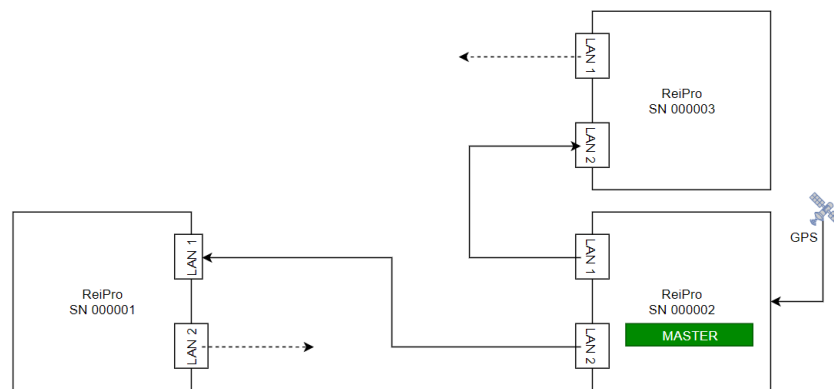 LAN 1
ReiPro
SN 000003
LAN 2
GPS
LAN 1
ReiPro
SN 000001
LAN 2
LAN 1
ReiPro
SN 000002
MASTER
LAN 2